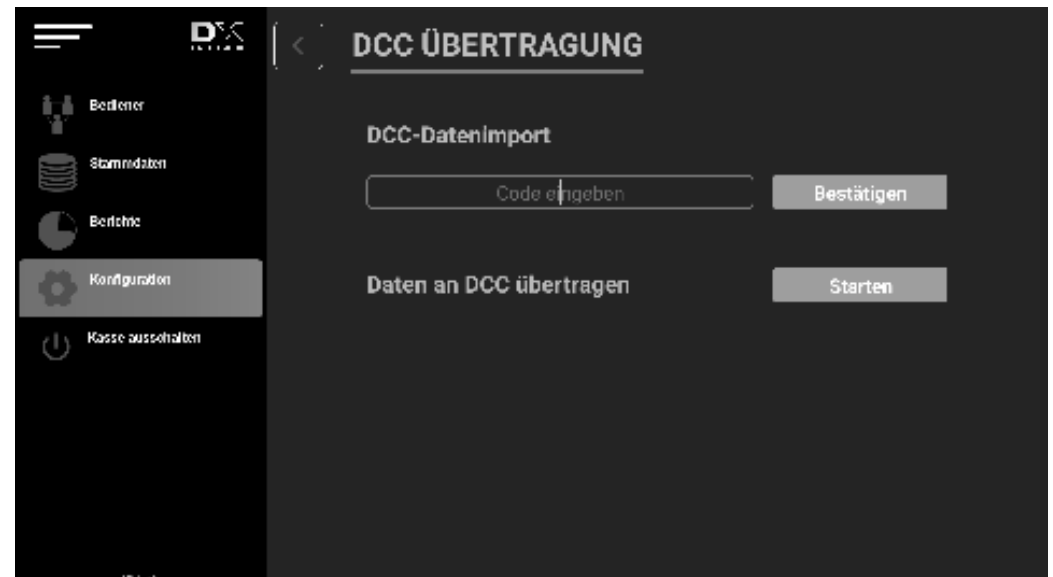 DX
DCC ÜBERTRAGUNG
Bediener
Stammdaten
Berichte
Konfiguration
Kasse ausschalten
DCC-Datenimport
Code eingeben
Bestätigen
Daten an DCC übertragen
Starten